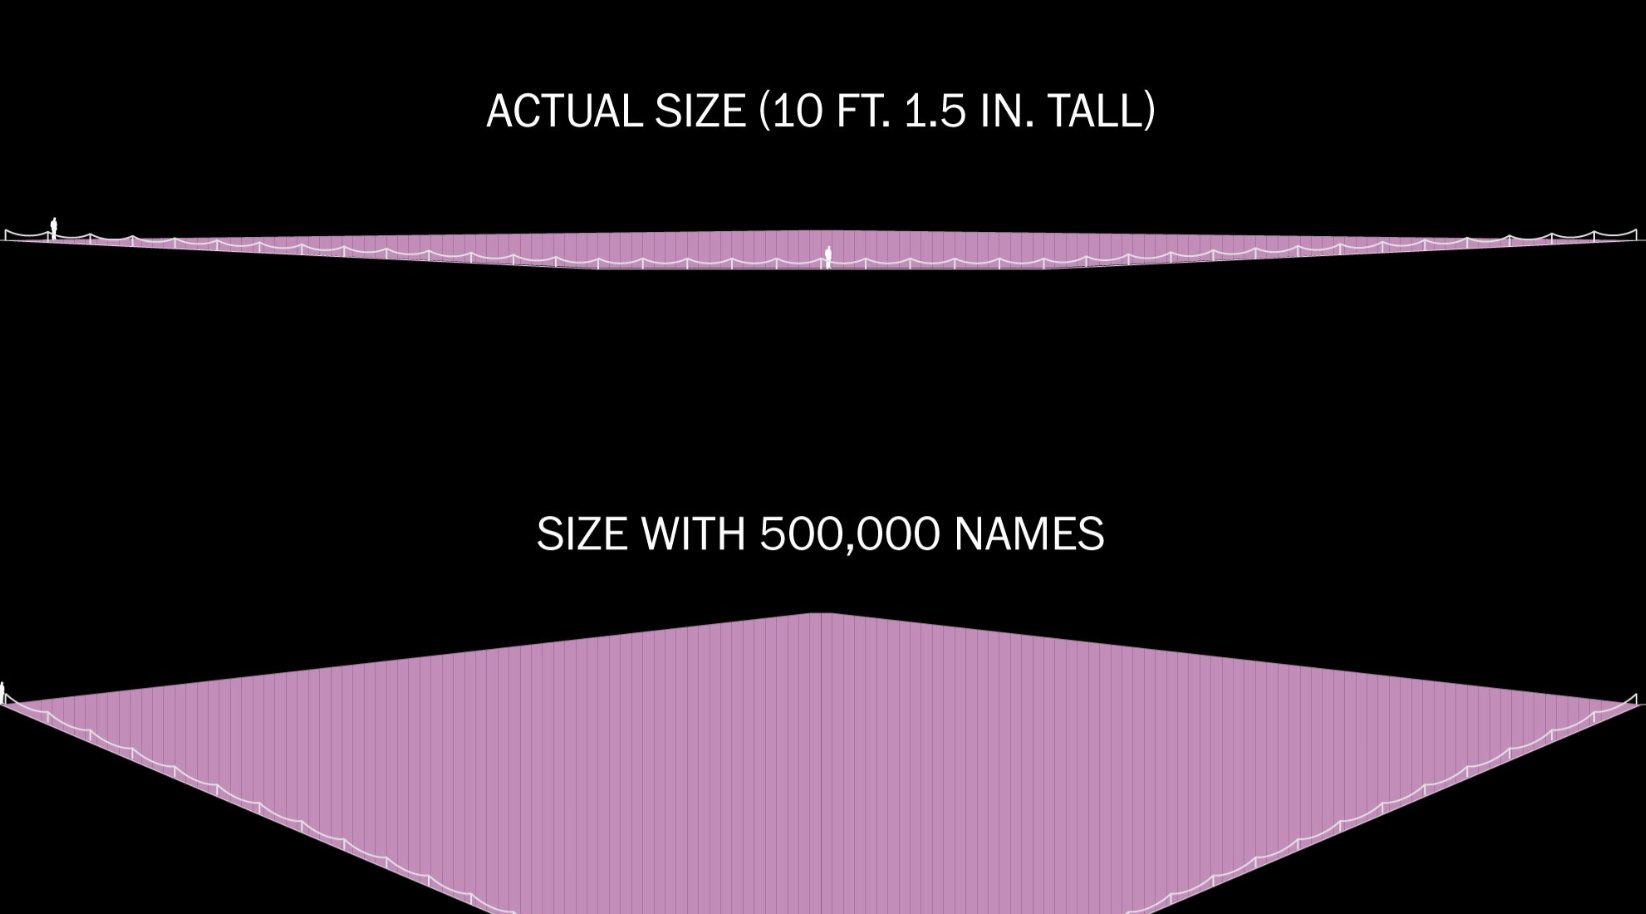 ACTUAL SIZE (10 FT. 1.5 IN. TALL)
SIZE WITH 500,000 NAMES